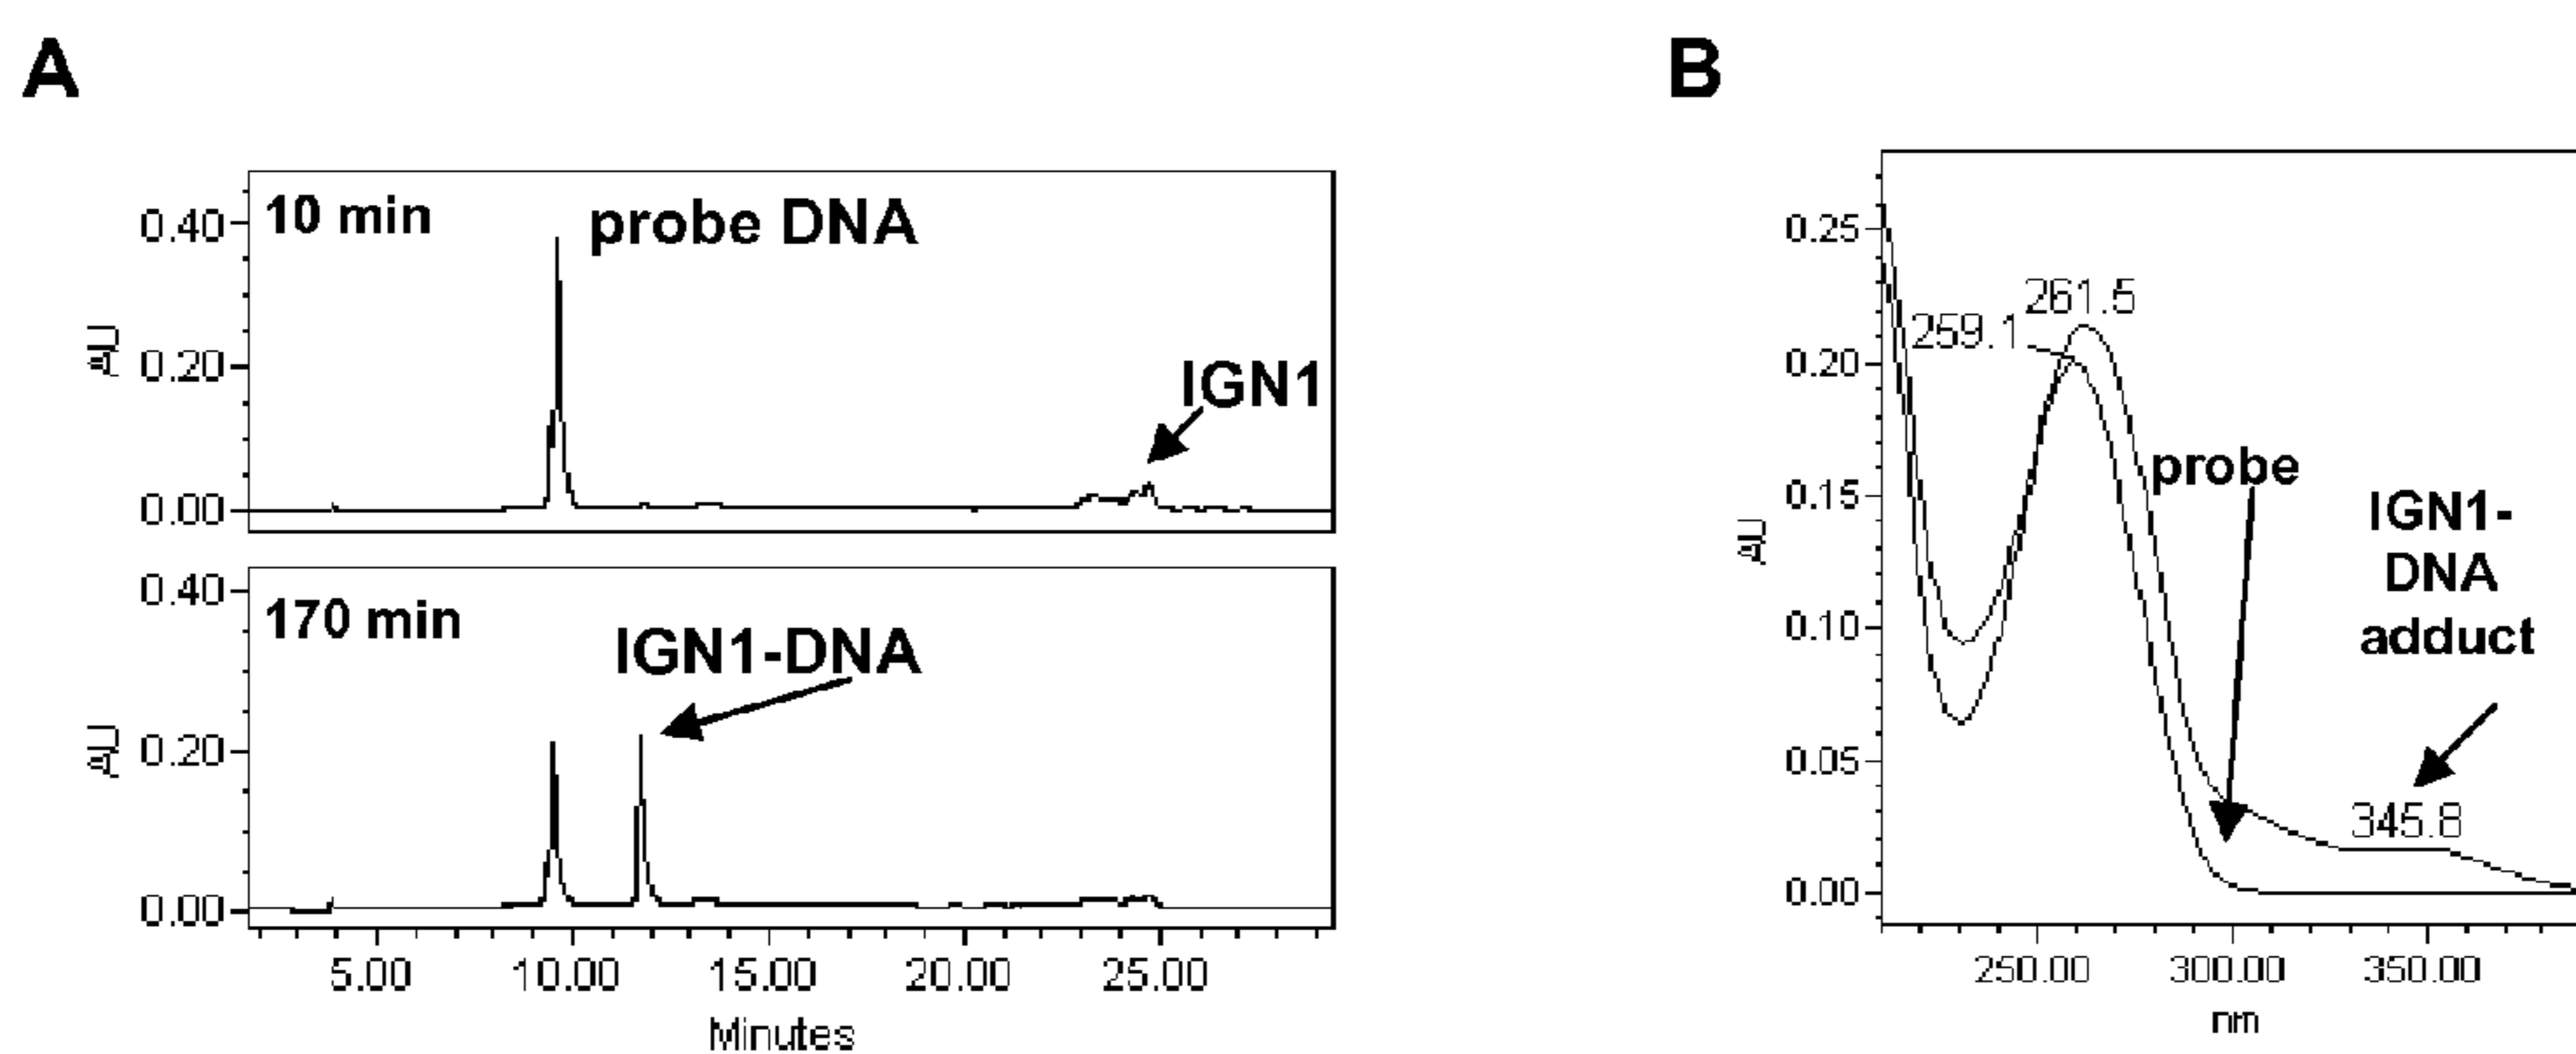 A
10 min
probe DNA
IGN1
0.40
0.20
0.00
AU
170 min
IGN1-DNA
0.40
0.20
0.00
AU
5.00 10.00 15.00 20.00 25.00
Minutes
B
0.25
0.20
0.15
0.10
0.05
0.00
AU
261.5
259.1
probe
IGN1-
DNA
adduct
345.8
250.00 300.00 350.00
nm